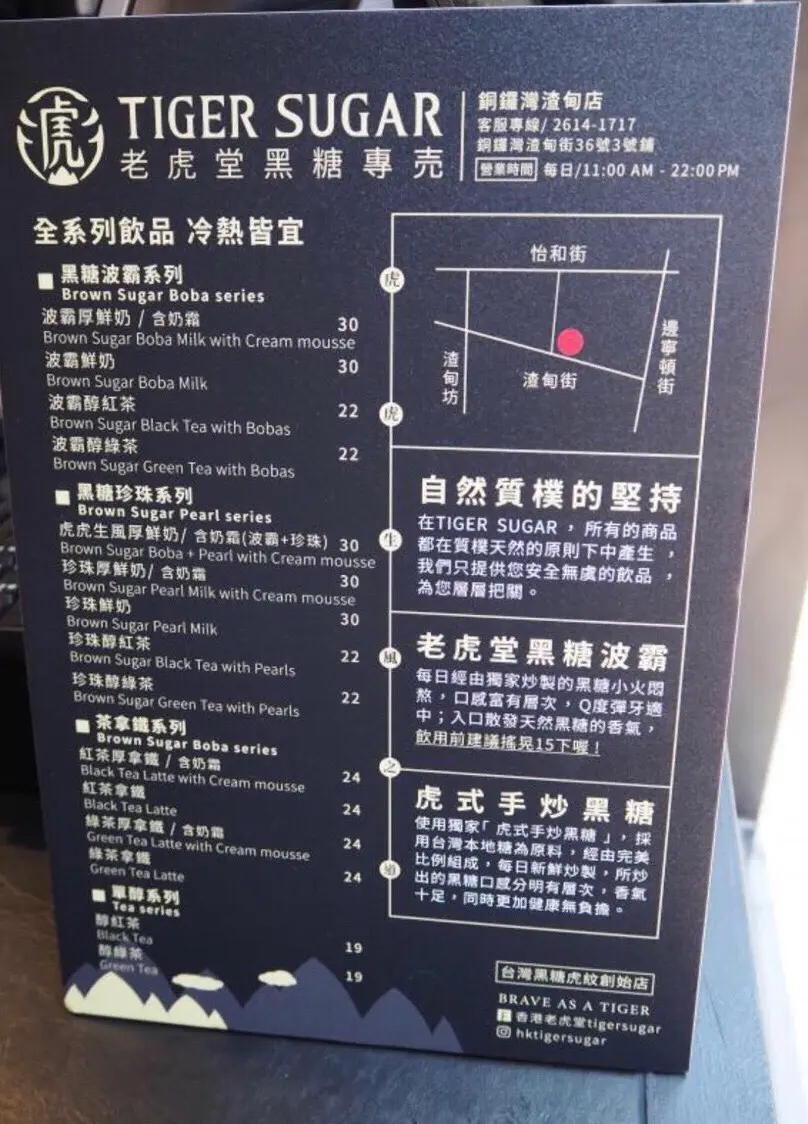 虎
TIGER SUGAR
老虎堂黑糖專売
銅鑼灣渣甸店
客服專線/ 2614-1717
銅鑼灣渣甸街36號3號舖
營業時間 每日/11:00 AM - 22:00PM
全系列飲品 冷熱皆宜
黑糖波霸系列
Brown Sugar Boba series
波霸厚鮮奶 / 含奶霜 30
Brown Sugar Boba Milk with Cream mousse
波霸鮮奶 30
Brown Sugar Boba Milk
波霸醇紅茶 22
Brown Sugar Black Tea with Bobas
波霸醇綠茶 22
Brown Sugar Green Tea with Bobas
黑糖珍珠系列
Brown Sugar Pearl series
虎虎生風厚鮮奶/ 含奶霜(波霸+珍珠) 30
Brown Sugar Boba + Pearl with Cream mousse
珍珠厚鮮奶/ 含奶霜 30
Brown Sugar Pearl Milk with Cream mousse
珍珠鮮奶 30
Brown Sugar Pearl Milk
珍珠醇紅茶 22
Brown Sugar Black Tea with Pearls
珍珠醇綠茶 22
Brown Sugar Green Tea with Pearls
茶拿鐵系列
Brown Sugar Boba series
紅茶厚拿鐵 / 含奶霜 24
Black Tea Latte with Cream mousse
紅茶拿鐵 24
Black Tea Latte
綠茶厚拿鐵 / 含奶霜 24
Green Tea Latte with Cream mousse
綠茶拿鐵 24
Green Tea Latte
單醇系列
Tea series
醇紅茶 19
Black Tea
醇綠茶 19
Green Tea
虎
虎
生
風
之
道
怡和街
渣甸坊
渣甸街
邊寧頓街
自然質樸的堅持
在TIGER SUGAR，所有的商品
都在質樸天然的原則下中產生，
我們只提供您安全無虞的飲品，
為您層層把關。
老虎堂黑糖波霸
每日經由獨家炒製的黑糖小火悶
熬，口感富有層次，Q度彈牙適
中；入口散發天然黑糖的香氣，
飲用前建議搖晃15下喔！
虎式手炒黑糖
使用獨家「虎式手炒黑糖」，採
用台灣本地糖為原料，經由完美
比例組成，每日新鮮炒製，所炒
出的黑糖口感分明有層次，香氣
十足，同時更加健康無負擔。
台灣黑糖虎紋創始店
BRAVE AS A TIGER
香港老虎堂tigersugar
hktigersugar